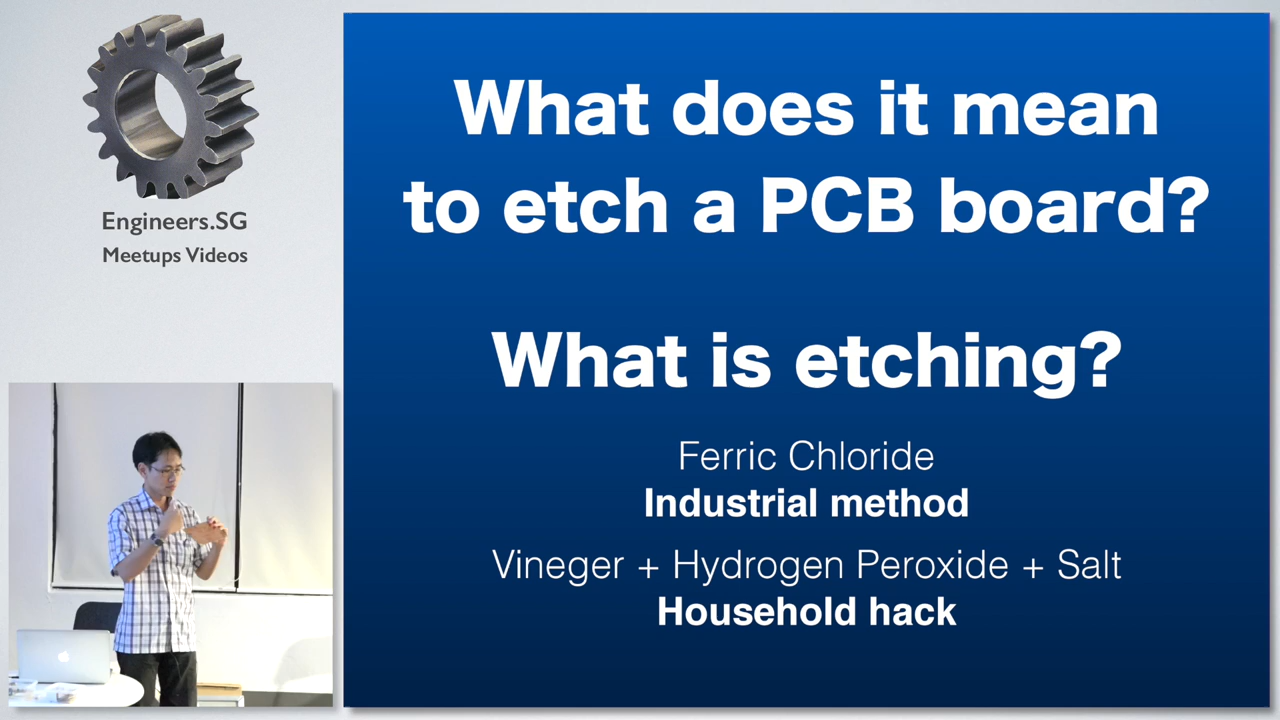 Engineers.SG
Meetups Videos
What does it mean
to etch a PCB board?
What is etching?
Ferric Chloride
Industrial method
Vineger + Hydrogen Peroxide + Salt
Household hack